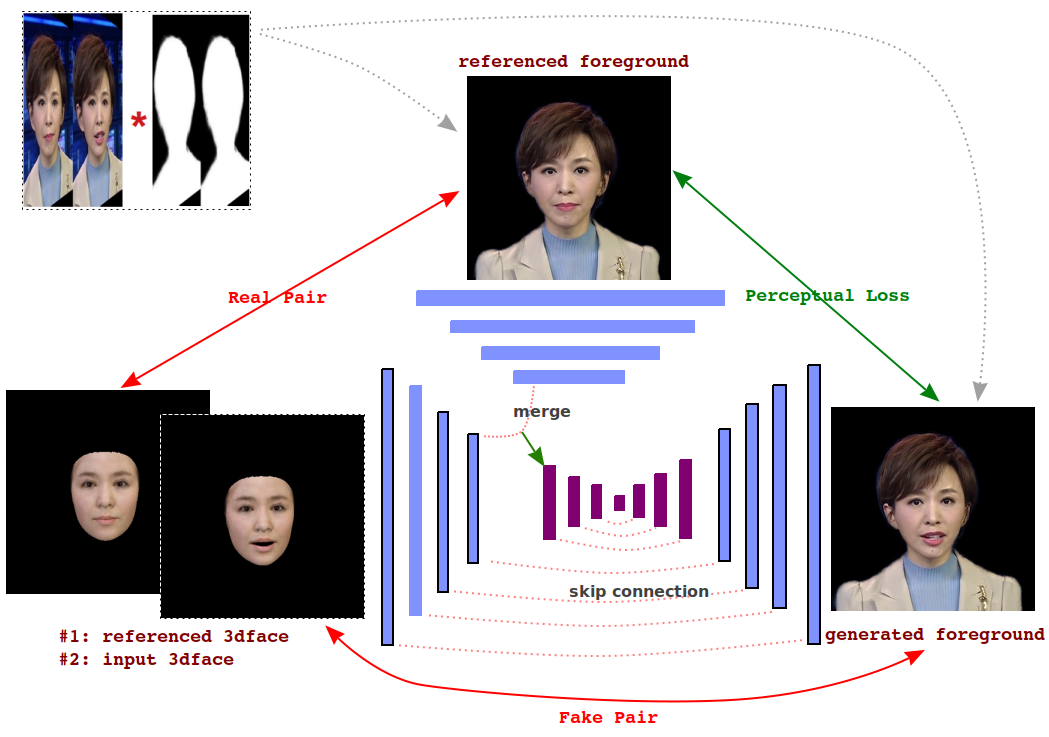 *
referenced foreground
Real Pair
Perceptual Loss
merge
skip connection
#1: referenced 3dface
#2: input 3dface
generated foreground
Fake Pair